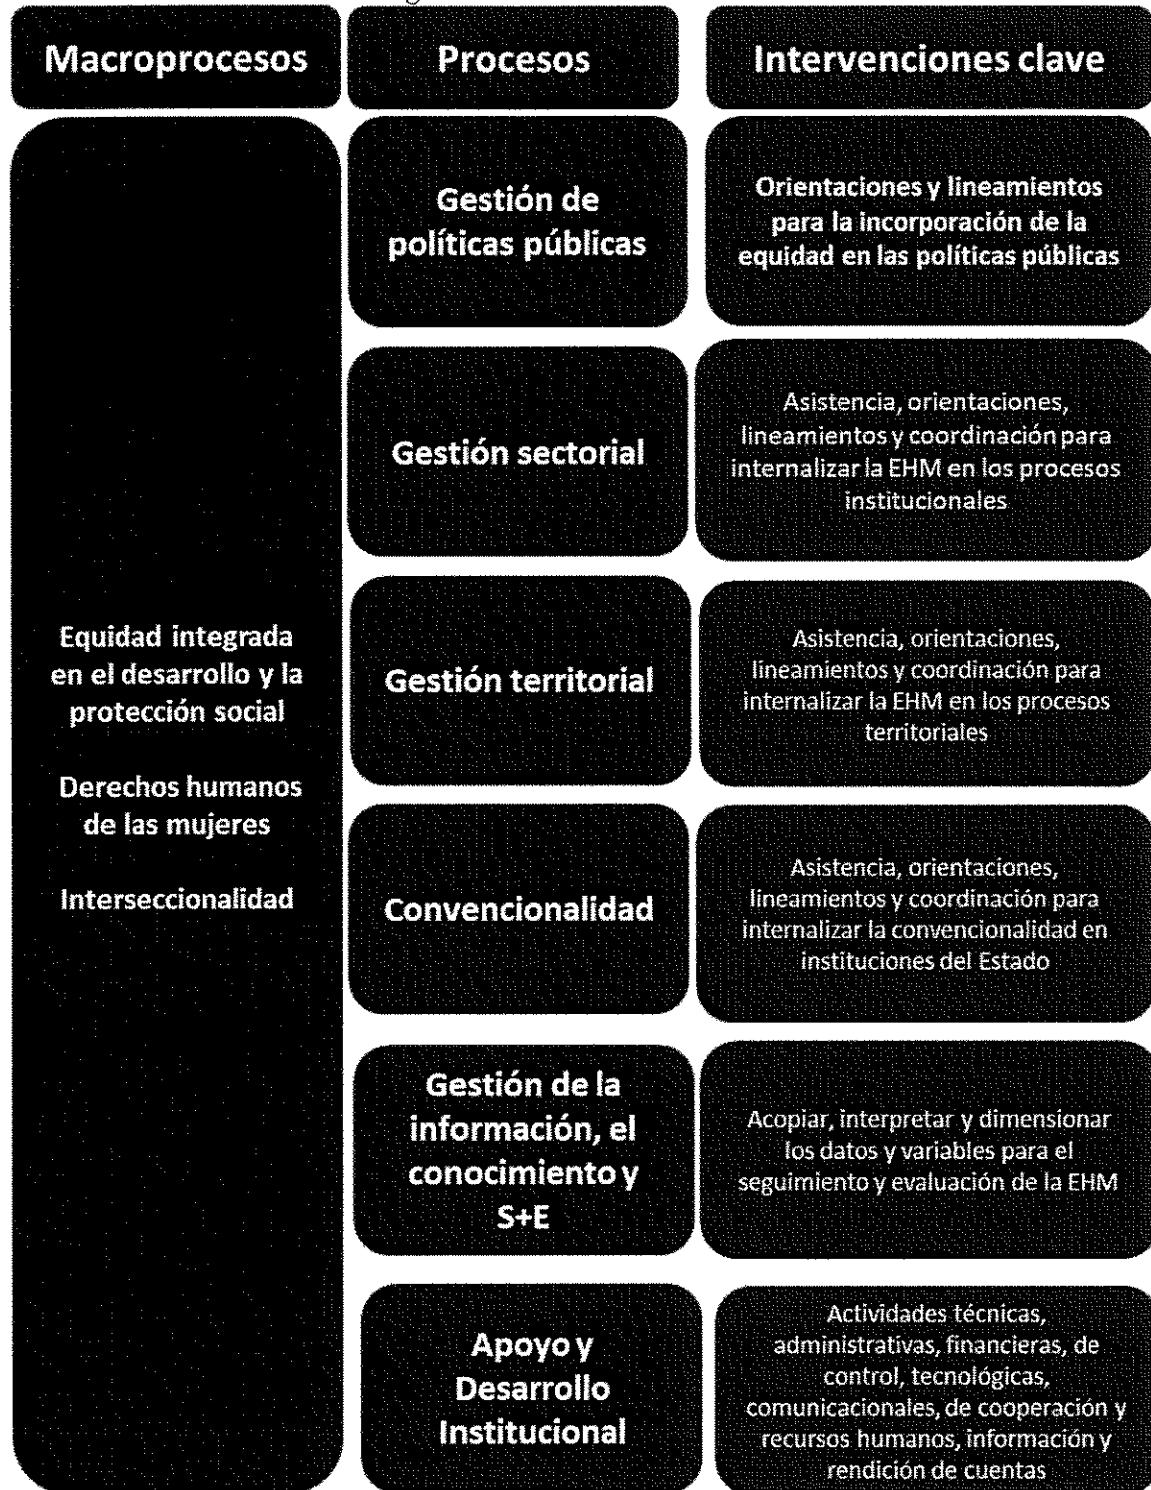 Macroprocesos
Procesos
Intervenciones clave
Equidad integrada
en el desarrollo y la
protección social
Derechos humanos
de las mujeres
Interseccionalidad
Gestión de
políticas públicas
Orientaciones y lineamientos
para la incorporación de la
equidad en las políticas públicas
Gestión sectorial
Asistencia, orientaciones,
lineamientos y coordinación para
internalizar la EHM en los procesos
institucionales
Gestión territorial
Asistencia, orientaciones,
lineamientos y coordinación para
internalizar la EHM en los procesos
territoriales
Convencionalidad
Asistencia, orientaciones,
lineamientos y coordinación para
internalizar la convencionalidad en
instituciones del Estado
Gestión de la
información, el
conocimiento y
S+E
Acopiar, interpretar y dimensionar
los datos y variables para el
seguimiento y evaluación de la EHM
Apoyo y
Desarrollo
Institucional
Actividades técnicas,
administrativas, financieras, de
control, tecnológicas,
comunicacionales, de cooperación y
recursos humanos, información y
rendición de cuentas